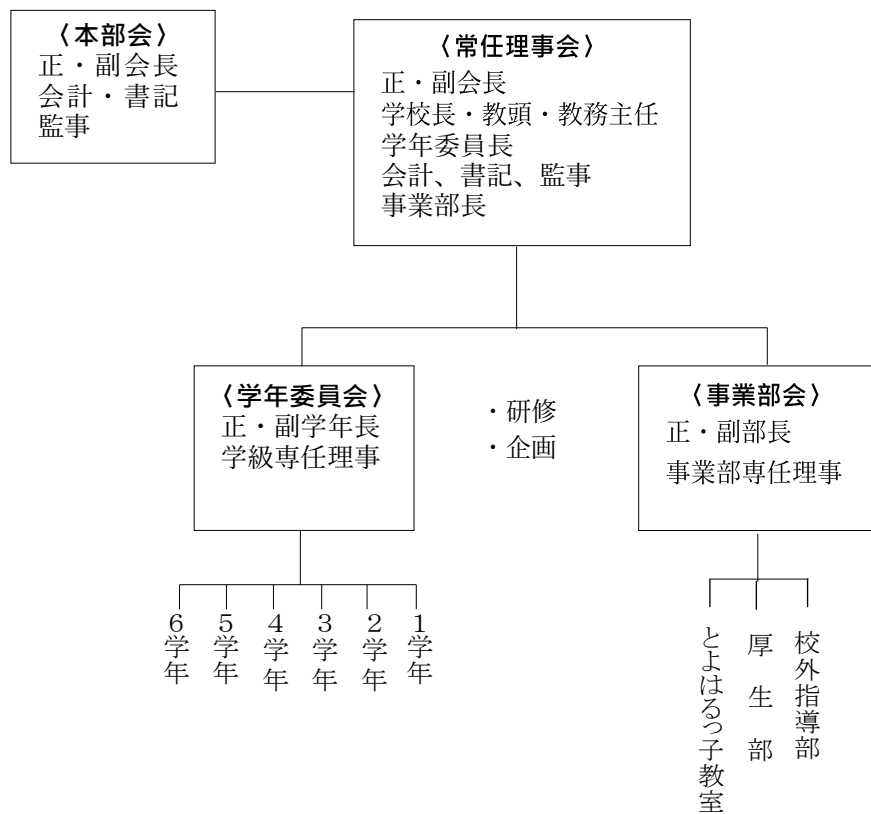 〈本部会〉
正・副会長
会計・書記
監事
〈常任理事会〉
正・副会長
学校長・教頭・教務主任
学年委員長
会計、書記、監事
事業部長
〈学年委員会〉
正・副学年長
学級専任理事
・研修
・企画
〈事業部会〉
正・副部長
事業部専任理事
6学年
5学年
4学年
3学年
2学年
1学年
とよはるっ子教室
厚生部
校外指導部